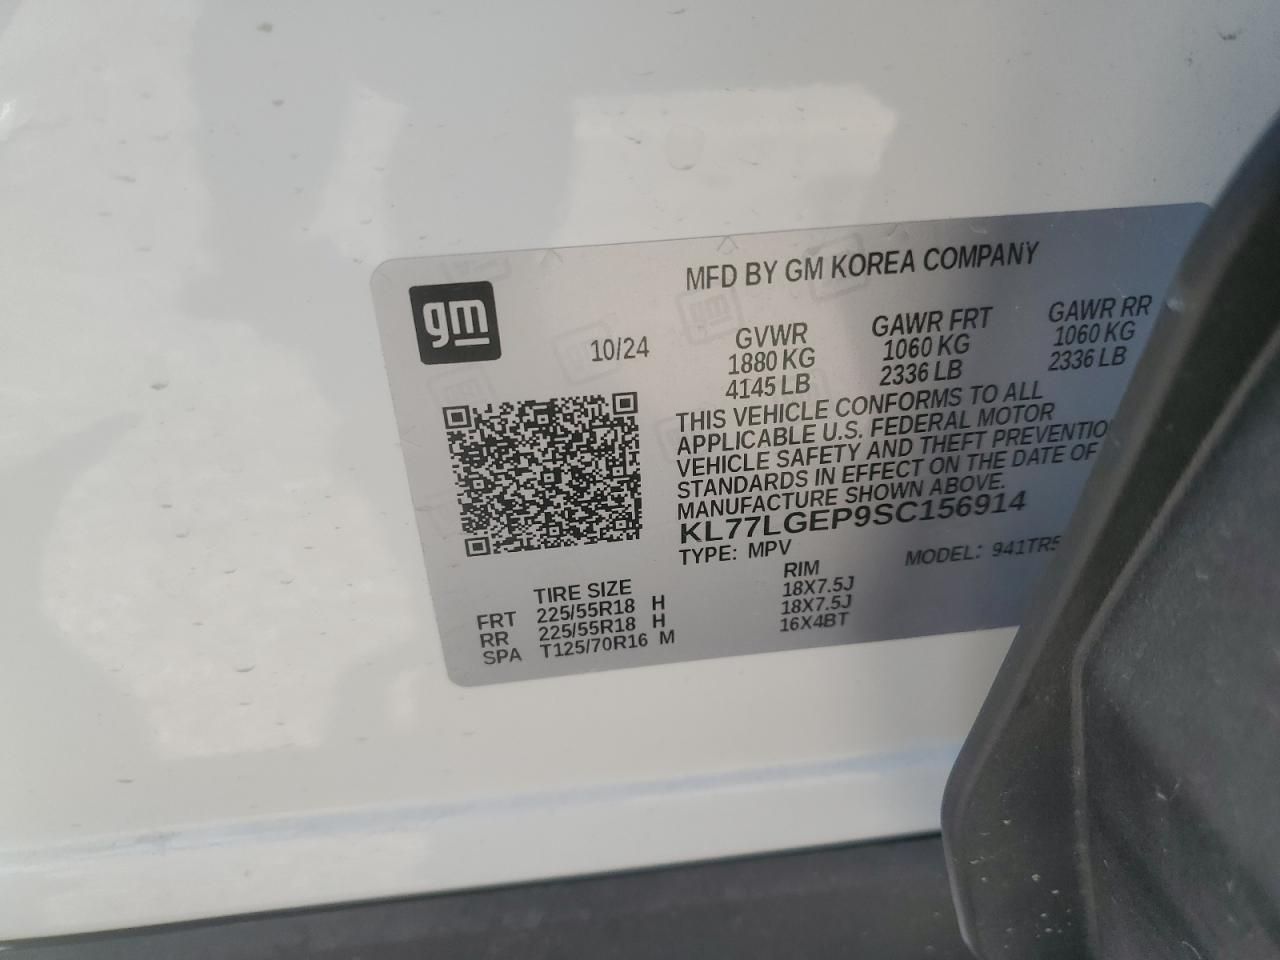 MFD BY GM KOREA COMPANY
gm
10/24
GVWR GAWR FRT GAWR RR
1880 KG 1060 KG 1060 KG
4145 LB 2336 LB 2336 LB
THIS VEHICLE CONFORMS TO ALL
APPLICABLE U.S. FEDERAL MOTOR
VEHICLE SAFETY AND THEFT PREVENTIO
STANDARDS IN EFFECT ON THE DATE OF
MANUFACTURE SHOWN ABOVE.
KL77LGEP9SC156914
TYPE: MPV MODEL: 941TR5
TIRE SIZE RIM
FRT 225/55R18 H 18X7.5J
RR 225/55R18 H 18X7.5J
SPA T125/70R16 M 16X4BT